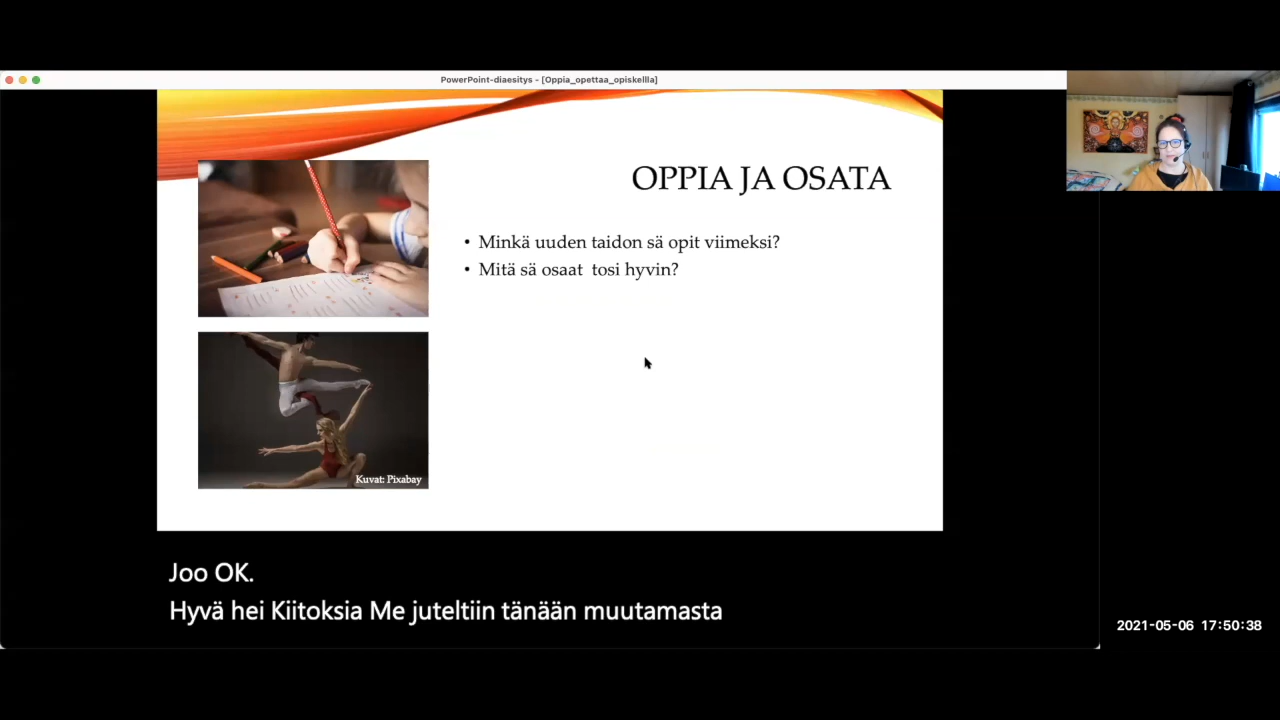 PowerPoint-diaesitys - [Oppia_opettaa_opiskellla]
OPPIA JA OSATA
• Minkä uuden taidon sä opit viimeksi?
• Mitä sä osaat tosi hyvin?
Kuvat: Pixabay
Joo OK.
Hyvä hei Kiitoksia Me juteltiin tänään muutamasta
2021-05-06 17:50:38